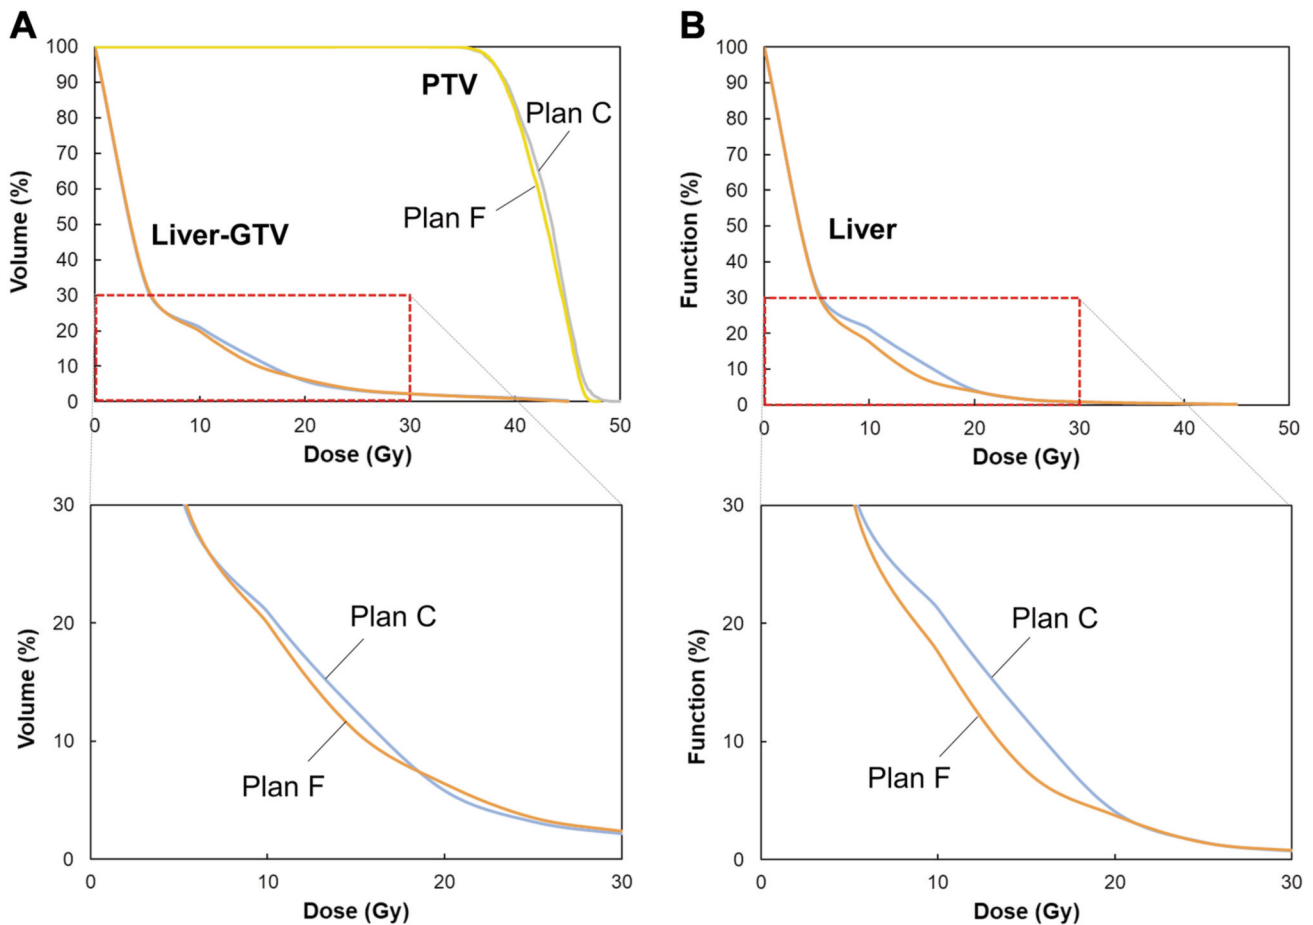 A
100
90
80
70
60
50
40
30
20
10
0
Volume (%)
PTV
Plan C
Plan F
Liver-GTV
0 10 20 30 40 50
Dose (Gy)
B
100
90
80
70
60
50
40
30
20
10
0
Function (%)
Liver
0 10 20 30 40 50
Dose (Gy)
30
20
10
0
Volume (%)
Plan C
Plan F
0 10 20 30
Dose (Gy)
30
20
10
0
Function (%)
Plan C
Plan F
0 10 20 30
Dose (Gy)